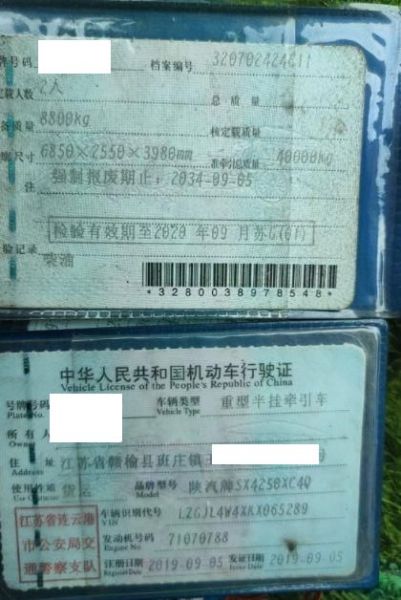 牌号码 档案编号 320702424611
定载人数 2人 总质量
备质量 8800kg 核定载质量
廓尺寸 6850×2550×3980mm 准牵引总质量 40000kg
注 强制报废期止：2034-09-05
检验有效期至2020年09月苏G(01)
验记录
柴油
*3280038978548*
中华人民共和国机动车行驶证
Vehicle License of the People's Republic of China
号牌号码 车辆类型 重型半挂牵引车
Plate No. Vehicle Type
所有人
Owner
住址 江苏省赣榆县班庄镇
使用性质 货运 品牌型号 陕汽牌SX4250XC4Q
Use Character Model
江苏省连云港 车辆识别代号 LZGJL4W4XKX065289
VIN
市公安局交 发动机号码 71070788
Engine No.
通警察支队 注册日期 2019-09-05 发证日期 2019-09-05
Register Date Issue Date